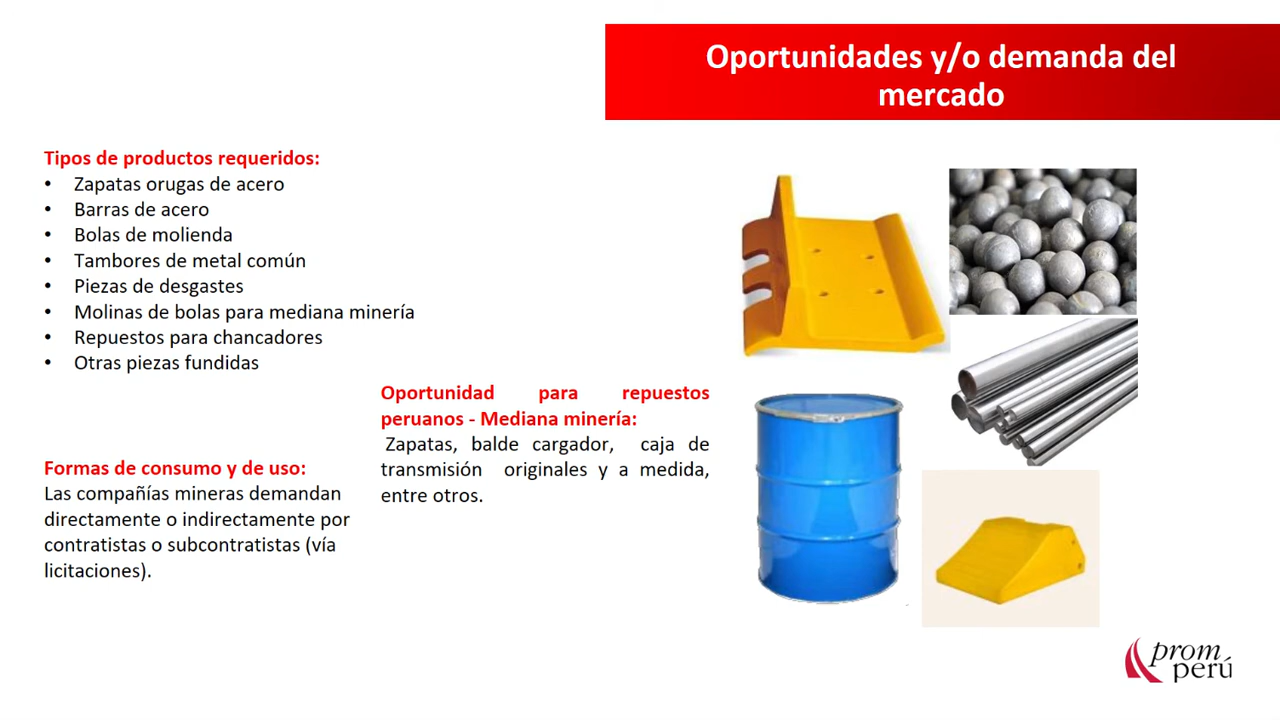 Oportunidades y/o demanda del
mercado
Tipos de productos requeridos:
• Zapatas orugas de acero
• Barras de acero
• Bolas de molienda
• Tambores de metal común
• Piezas de desgastes
• Molinas de bolas para mediana minería
• Repuestos para chancadores
• Otras piezas fundidas
Oportunidad para repuestos
peruanos - Mediana minería:
Zapatas, balde cargador, caja de
transmisión originales y a medida,
entre otros.
Formas de consumo y de uso:
Las compañías mineras demandan
directamente o indirectamente por
contratistas o subcontratistas (vía
licitaciones).
prom
perú